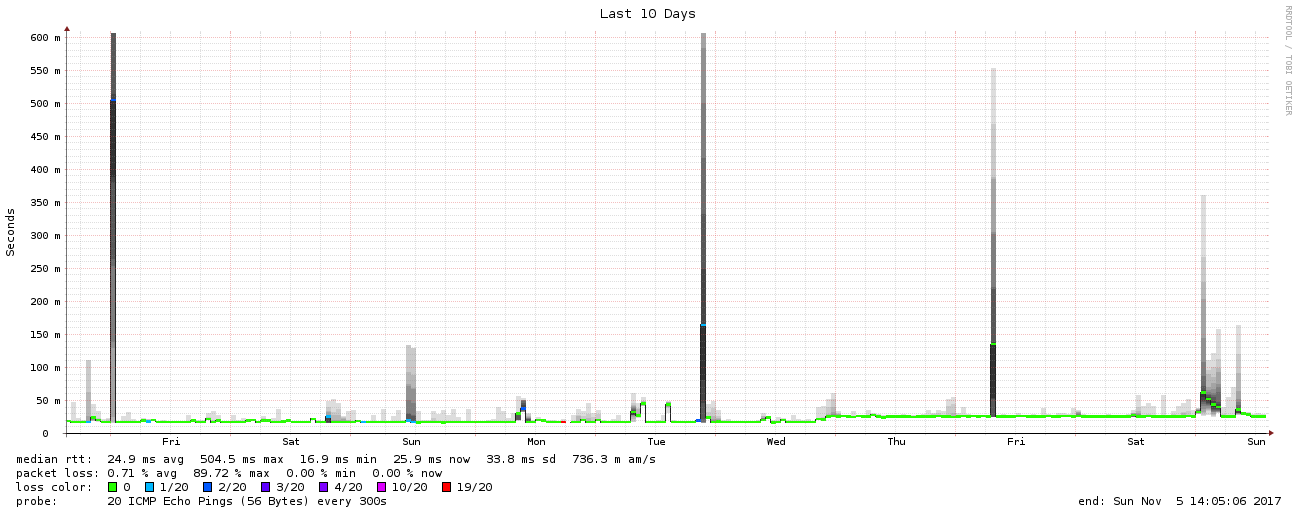 Last 10 Days
RRDTOOL / TOBI OETIKER
Seconds
600 m
550 m
500 m
450 m
400 m
350 m
300 m
250 m
200 m
150 m
100 m
50 m
0
Fri Sat Sun Mon Tue Wed Thu Fri Sat Sun
median rtt: 24.9 ms avg 504.5 ms max 16.9 ms min 25.9 ms now 33.8 ms sd 736.3 m am/s
packet loss: 0.71 % avg 89.72 % max 0.00 % min 0.00 % now
loss color: 0 1/20 2/20 3/20 4/20 10/20 19/20
probe: 20 ICMP Echo Pings (56 Bytes) every 300s end: Sun Nov 5 14:05:06 2017